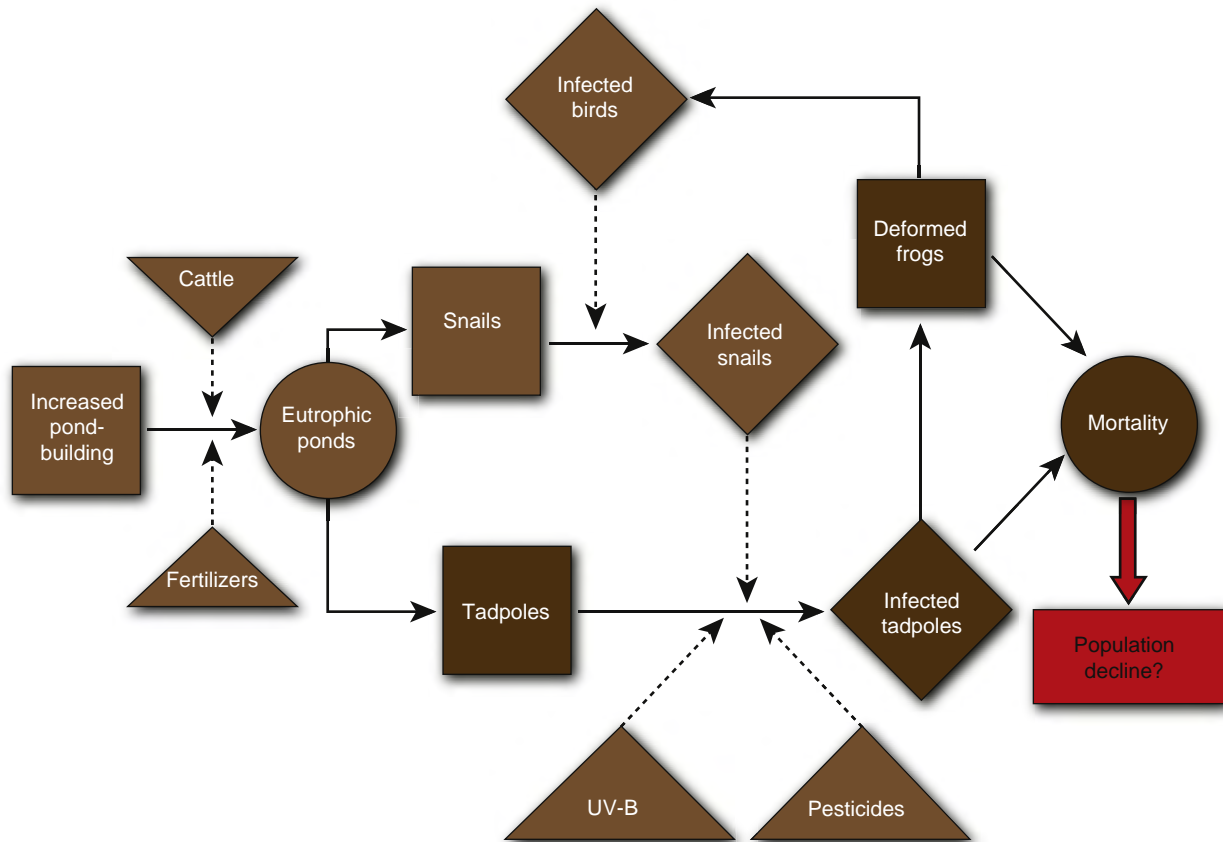 Infected
birds
Deformed
frogs
Cattle
Snails
Infected
snails
Increased
pond-
building
Eutrophic
ponds
Mortality
Fertilizers
Tadpoles
Infected
tadpoles
Population
decline?
UV-B
Pesticides